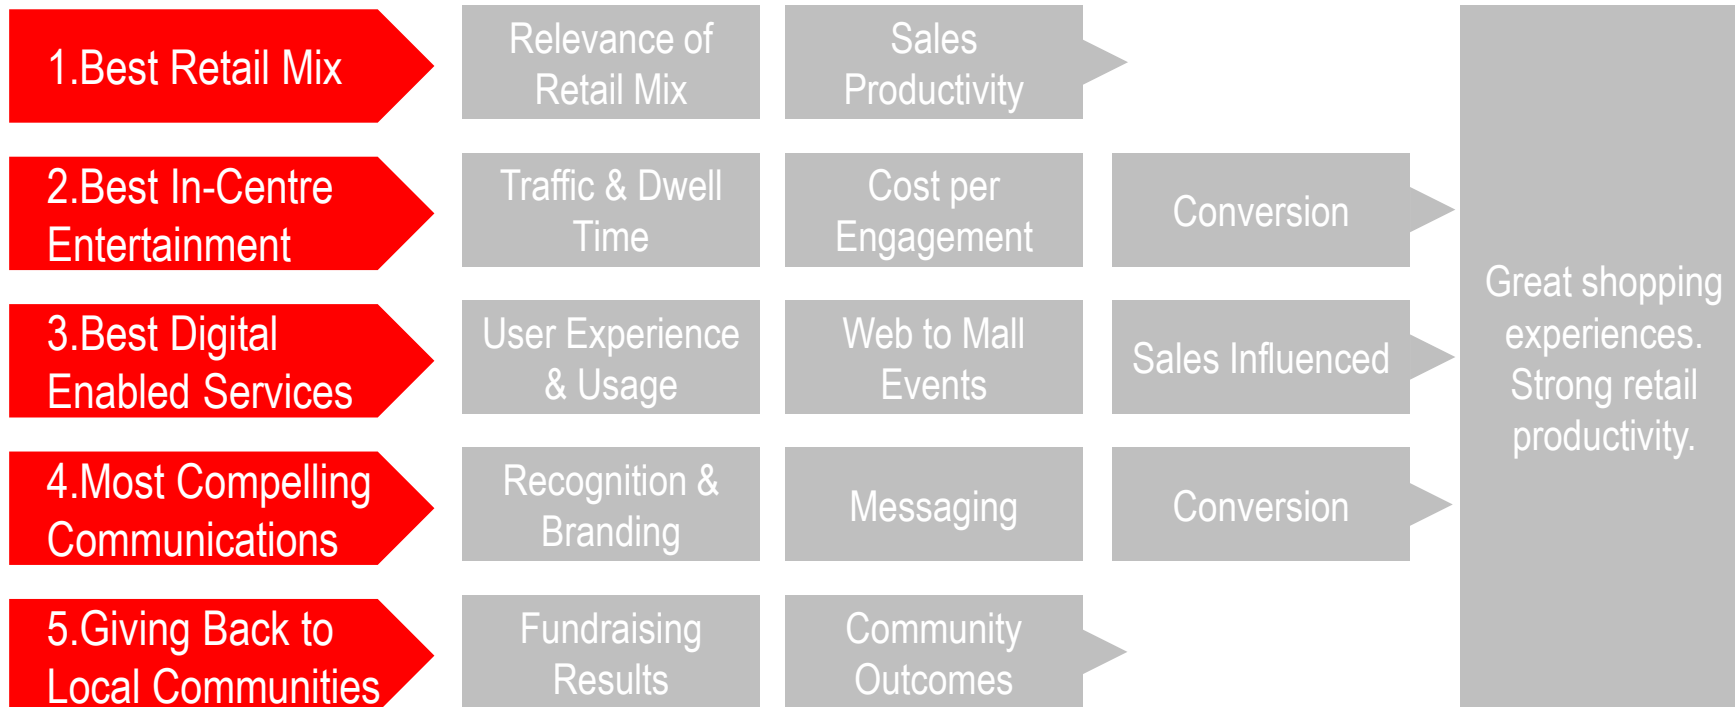 1.Best Retail Mix
Relevance of
Retail Mix
Sales
Productivity
2.Best In-Centre
Entertainment
Traffic & Dwell
Time
Cost per
Engagement
Conversion
3.Best Digital
Enabled Services
User Experience
& Usage
Web to Mall
Events
Sales Influenced
4.Most Compelling
Communications
Recognition &
Branding
Messaging
Conversion
5.Giving Back to
Local Communities
Fundraising
Results
Community
Outcomes
Great shopping
experiences.
Strong retail
productivity.